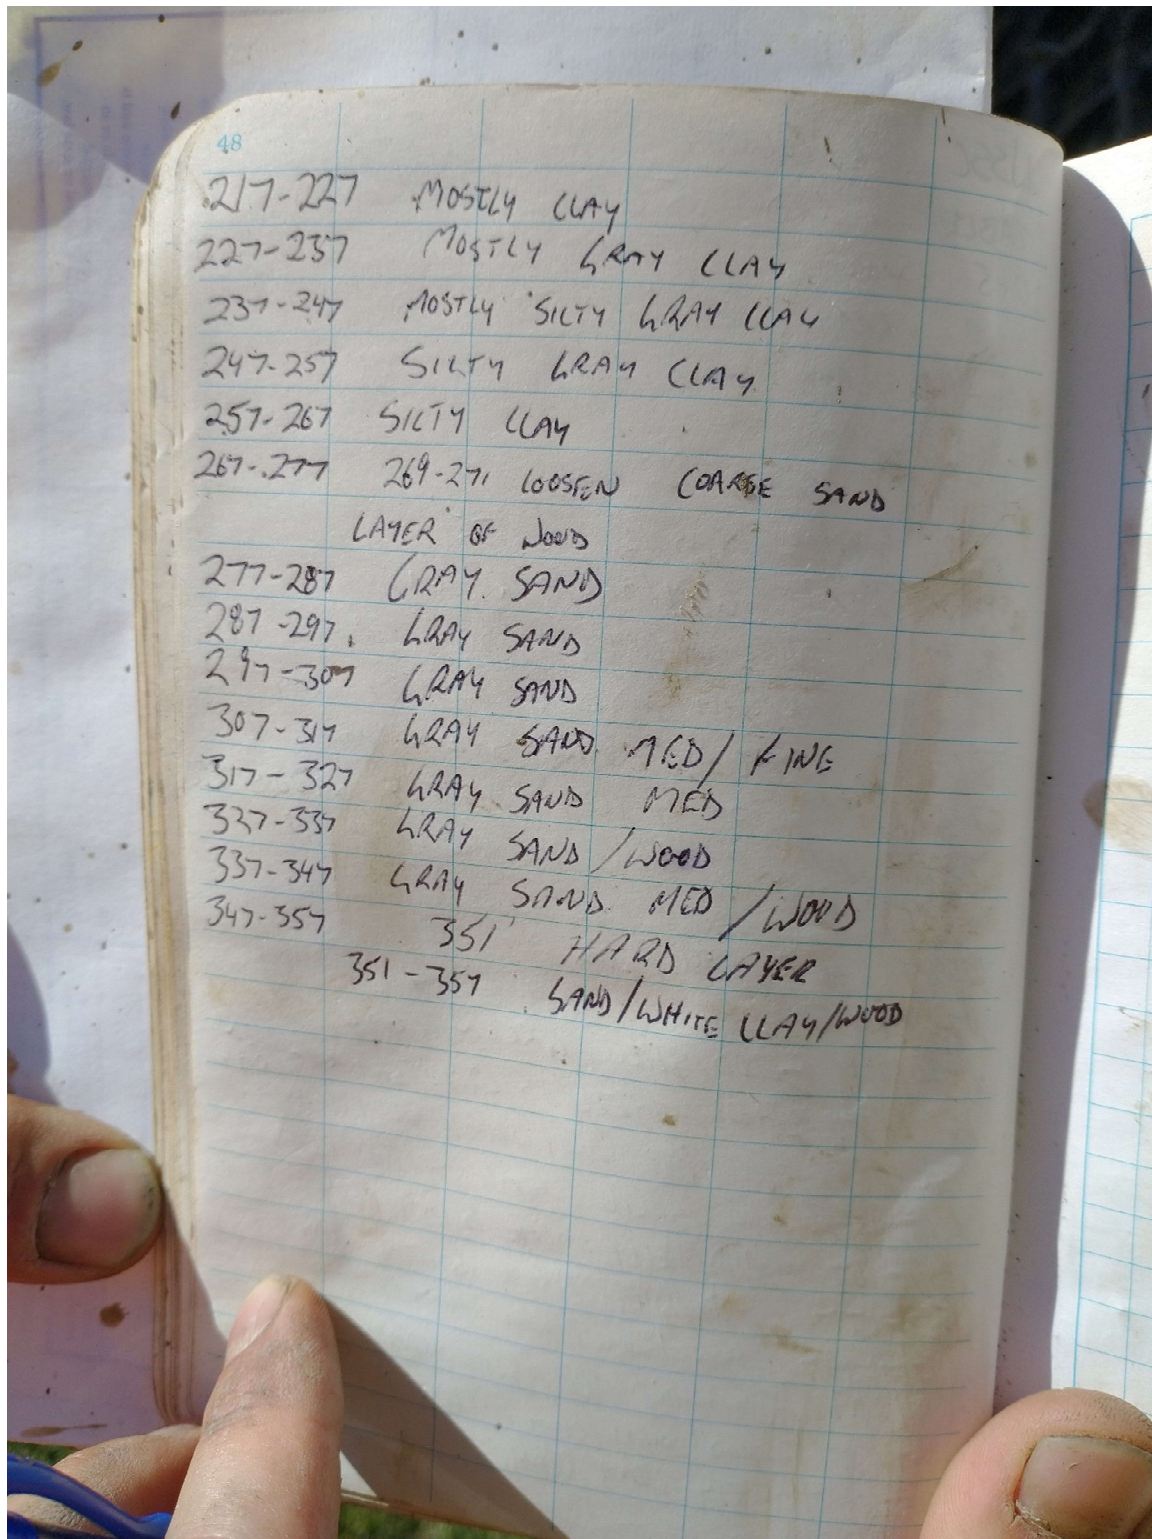 48
217-227 MOSTLY CLAY
227-237 MOSTLY GRAY CLAY
237-247 MOSTLY SILTY GRAY CLAY
247-257 SILTY GRAY CLAY
257-267 SILTY CLAY
267-277 269-271 LOOSEN COARSE SAND
LAYER OF WOOD
277-287 GRAY SAND
287-297 GRAY SAND
297-307 GRAY SAND
307-317 GRAY SAND MED/FINE
317-327 GRAY SAND MED
327-337 GRAY SAND/WOOD
337-347 GRAY SAND MED/WOOD
347-357 351' HARD LAYER
351-357 SAND/WHITE CLAY/WOOD